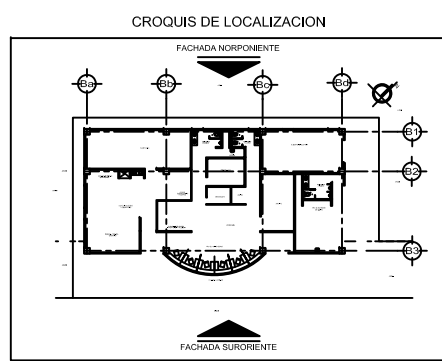 CROQUIS DE LOCALIZACION
FACHADA NORPONIENTE
Ba Bb Bc Bd
B1
B2
B3
FACHADA SURORIENTE